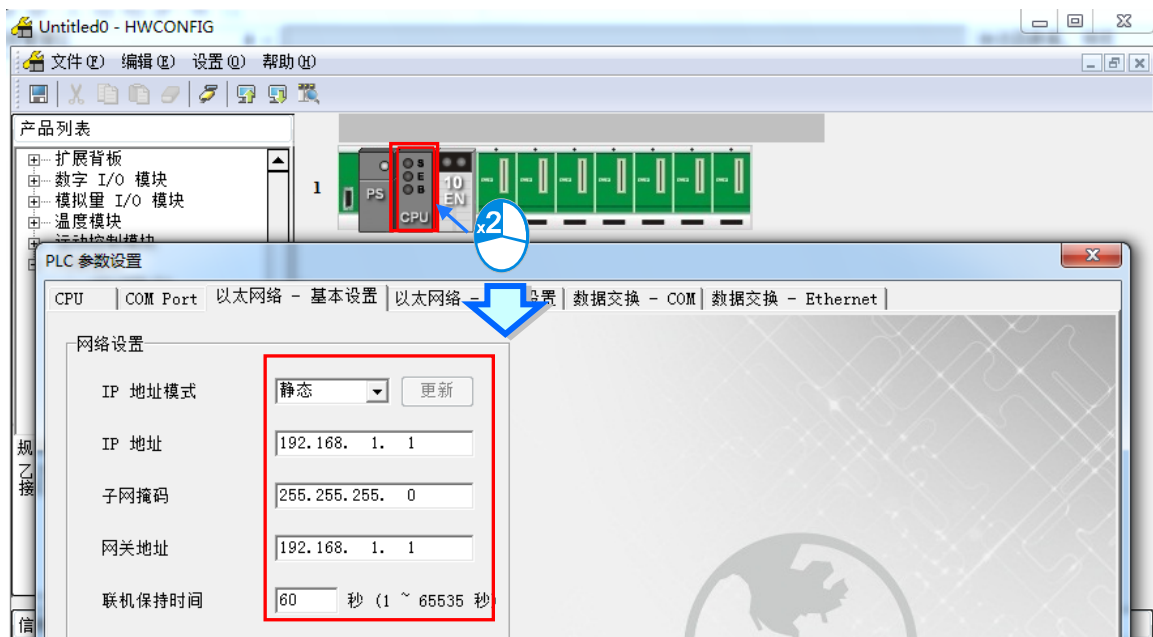 Untitled0 - HWCONFIG
文件(F) 编辑(E) 设置(O) 帮助(H)
产品列表
扩展背板
数字 I/O 模块
模拟量 I/O 模块
温度模块
运动控制模块
1
PS
S
E
B
CPU
10
EN
x2
PLC 参数设置
CPU COM Port 以太网络 - 基本设置 以太网络 - 设置 数据交换 - COM 数据交换 - Ethernet
网络设置
IP 地址模式 静态 更新
IP 地址 192.168. 1. 1
子网掩码 255.255.255. 0
网关地址 192.168. 1. 1
联机保持时间 60 秒 (1 ~ 65535 秒)
规
乙
接
信